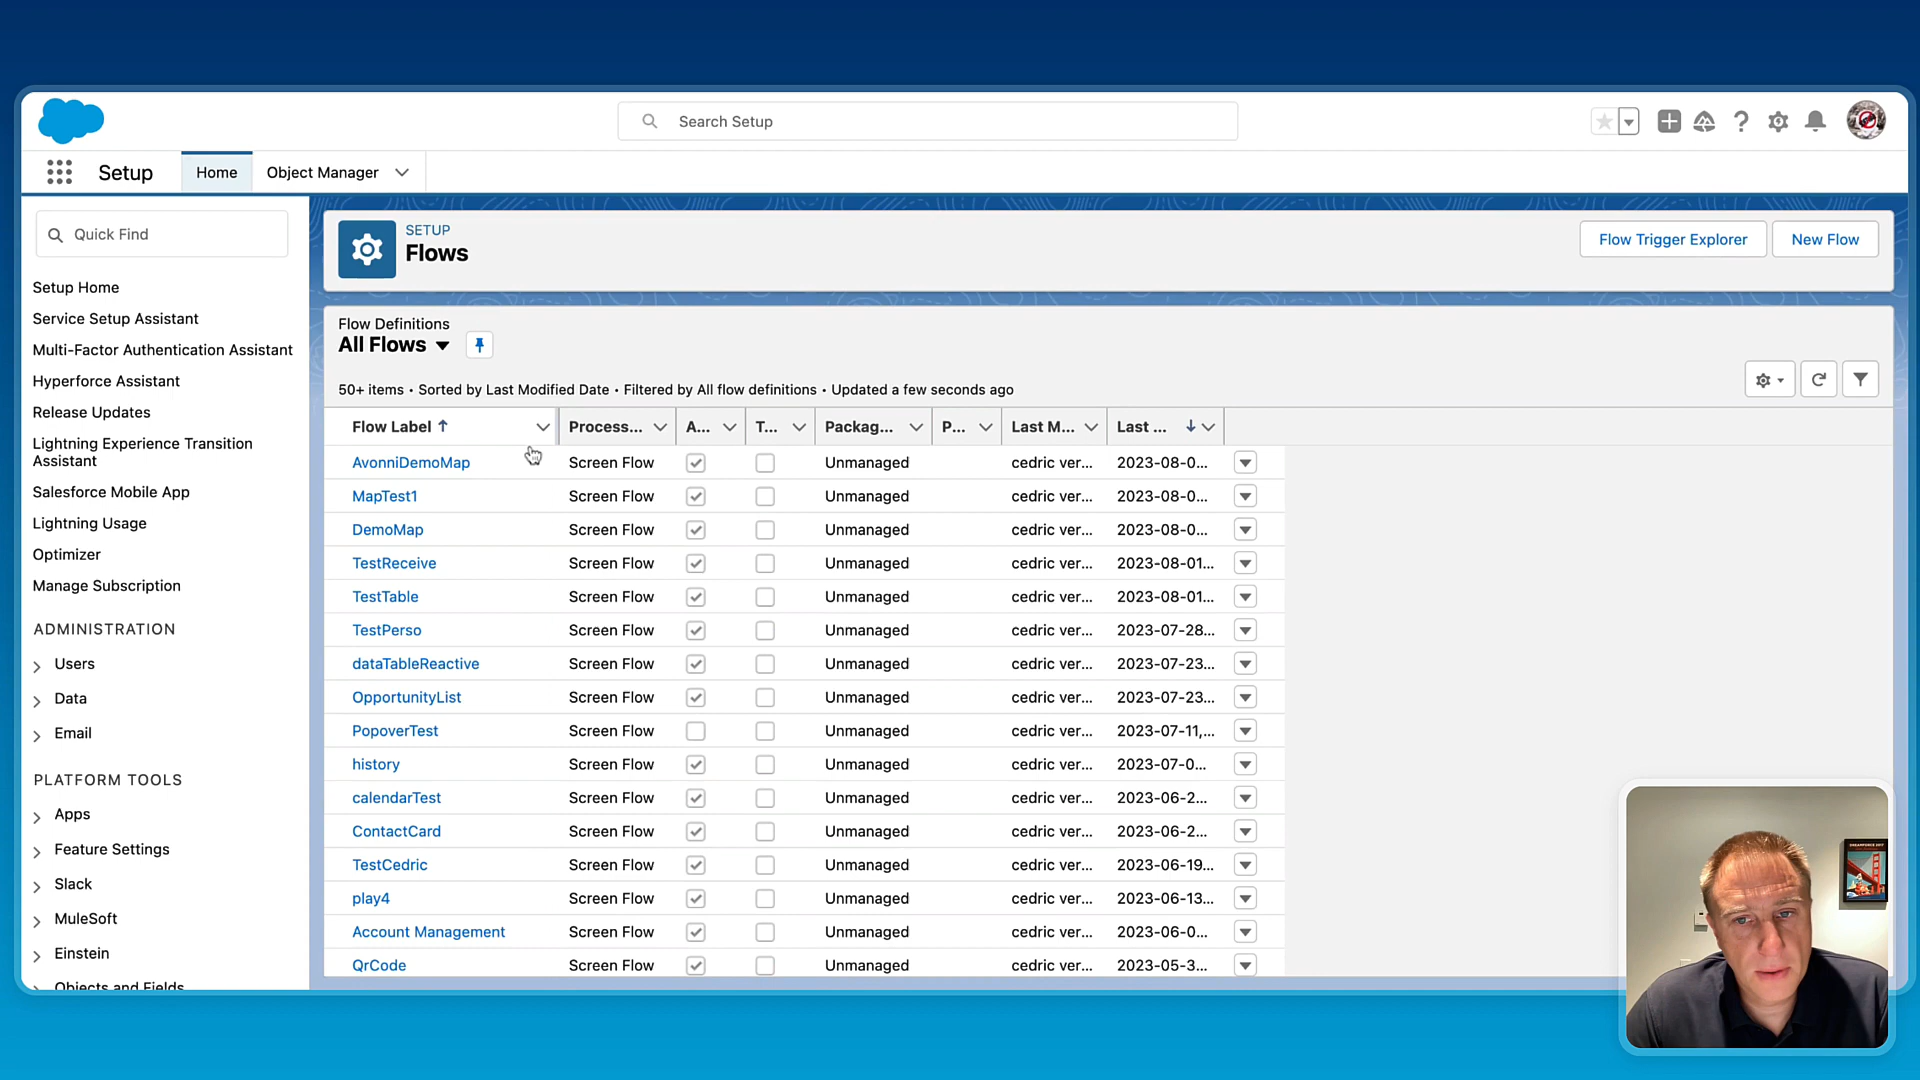 Search Setup
Setup
Home
Object Manager
Quick Find
Setup Home
Service Setup Assistant
Multi-Factor Authentication Assistant
Hyperforce Assistant
Release Updates
Lightning Experience Transition
Assistant
Salesforce Mobile App
Lightning Usage
Optimizer
Manage Subscription
ADMINISTRATION
Users
Data
Email
PLATFORM TOOLS
Apps
Feature Settings
Slack
MuleSoft
Einstein
Objects and Fields
SETUP
Flows
Flow Trigger Explorer
New Flow
Flow Definitions
All Flows
50+ items • Sorted by Last Modified Date • Filtered by All flow definitions • Updated a few seconds ago
Flow Label Process... A... T... Packag... P... Last M... Last ...
AvonniDemoMap Screen Flow Unmanaged cedric ver... 2023-08-0...
MapTest1 Screen Flow Unmanaged cedric ver... 2023-08-0...
DemoMap Screen Flow Unmanaged cedric ver... 2023-08-0...
TestReceive Screen Flow Unmanaged cedric ver... 2023-08-01...
TestTable Screen Flow Unmanaged cedric ver... 2023-08-01...
TestPerso Screen Flow Unmanaged cedric ver... 2023-07-28...
dataTableReactive Screen Flow Unmanaged cedric ver... 2023-07-23...
OpportunityList Screen Flow Unmanaged cedric ver... 2023-07-23...
PopoverTest Screen Flow Unmanaged cedric ver... 2023-07-11,...
history Screen Flow Unmanaged cedric ver... 2023-07-0...
calendarTest Screen Flow Unmanaged cedric ver... 2023-06-2...
ContactCard Screen Flow Unmanaged cedric ver... 2023-06-2...
TestCedric Screen Flow Unmanaged cedric ver... 2023-06-19...
play4 Screen Flow Unmanaged cedric ver... 2023-06-13...
Account Management Screen Flow Unmanaged cedric ver... 2023-06-0...
QrCode Screen Flow Unmanaged cedric ver... 2023-05-3...
DREAMFORCE 2017